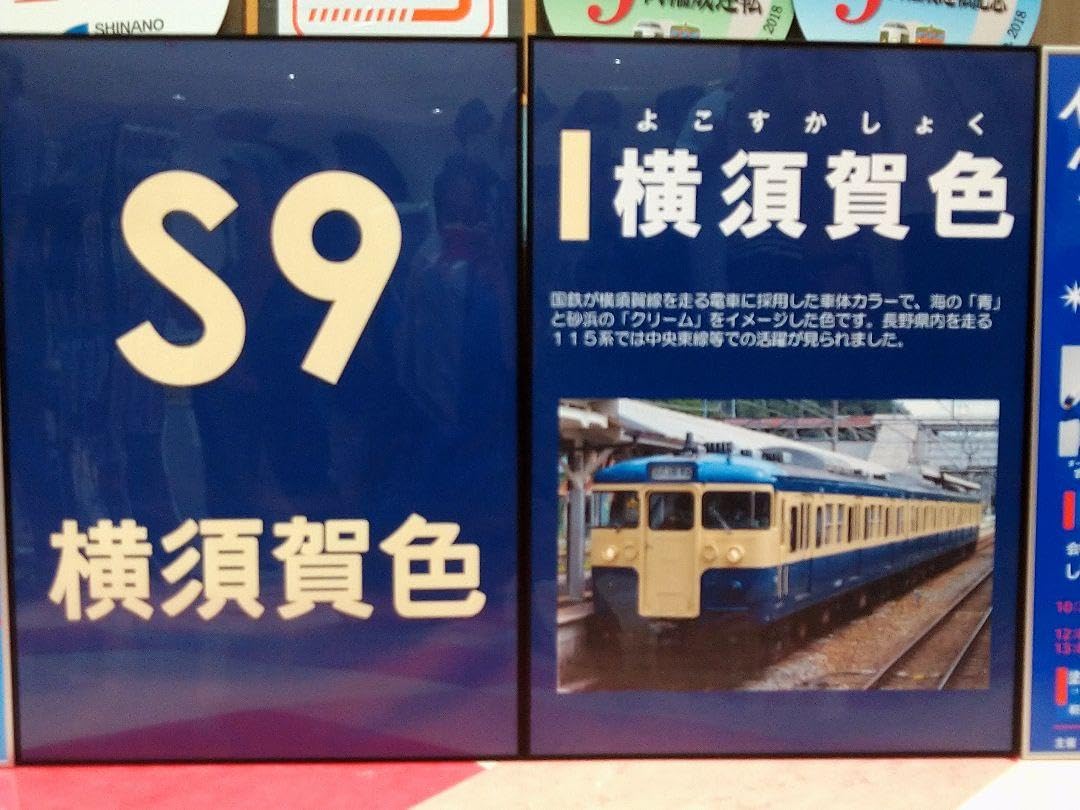 SHINANO
2018
2018
S9
横須賀色
よこすかしょく
横須賀色
国鉄が横須賀線を走る電車に採用した車体カラーで、海の「青」
と砂浜の「クリーム」をイメージした色です。長野県内を走る
１１５系では中央東線等での活躍が見られました。